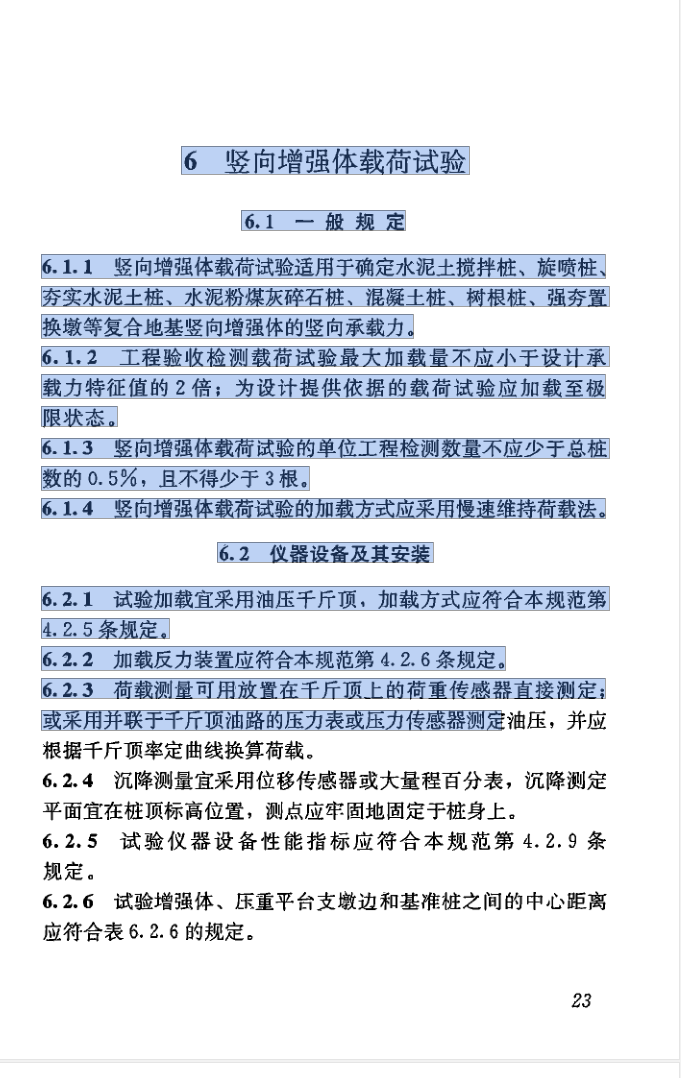 6 竖向增强体载荷试验
6.1 一般规定
6.1.1 竖向增强体载荷试验适用于确定水泥土搅拌桩、旋喷桩、
夯实水泥土桩、水泥粉煤灰碎石桩、混凝土桩、树根桩、强夯置
换墩等复合地基竖向增强体的竖向承载力。
6.1.2 工程验收检测载荷试验最大加载量不应小于设计承
载力特征值的2倍；为设计提供依据的载荷试验应加载至极
限状态。
6.1.3 竖向增强体载荷试验的单位工程检测数量不应少于总桩
数的0.5%，且不得少于3根。
6.1.4 竖向增强体载荷试验的加载方式应采用慢速维持荷载法。
6.2 仪器设备及其安装
6.2.1 试验加载宜采用油压千斤顶，加载方式应符合本规范第
4.2.5条规定。
6.2.2 加载反力装置应符合本规范第4.2.6条规定。
6.2.3 荷载测量可用放置在千斤顶上的荷重传感器直接测定；
或采用并联于千斤顶油路的压力表或压力传感器测定油压，并应
根据千斤顶率定曲线换算荷载。
6.2.4 沉降测量宜采用位移传感器或大量程百分表，沉降测定
平面宜在桩顶标高位置，测点应牢固地固定于桩身上。
6.2.5 试验仪器设备性能指标应符合本规范第4.2.9条
规定。
6.2.6 试验增强体、压重平台支墩边和基准桩之间的中心距离
应符合表6.2.6的规定。
23